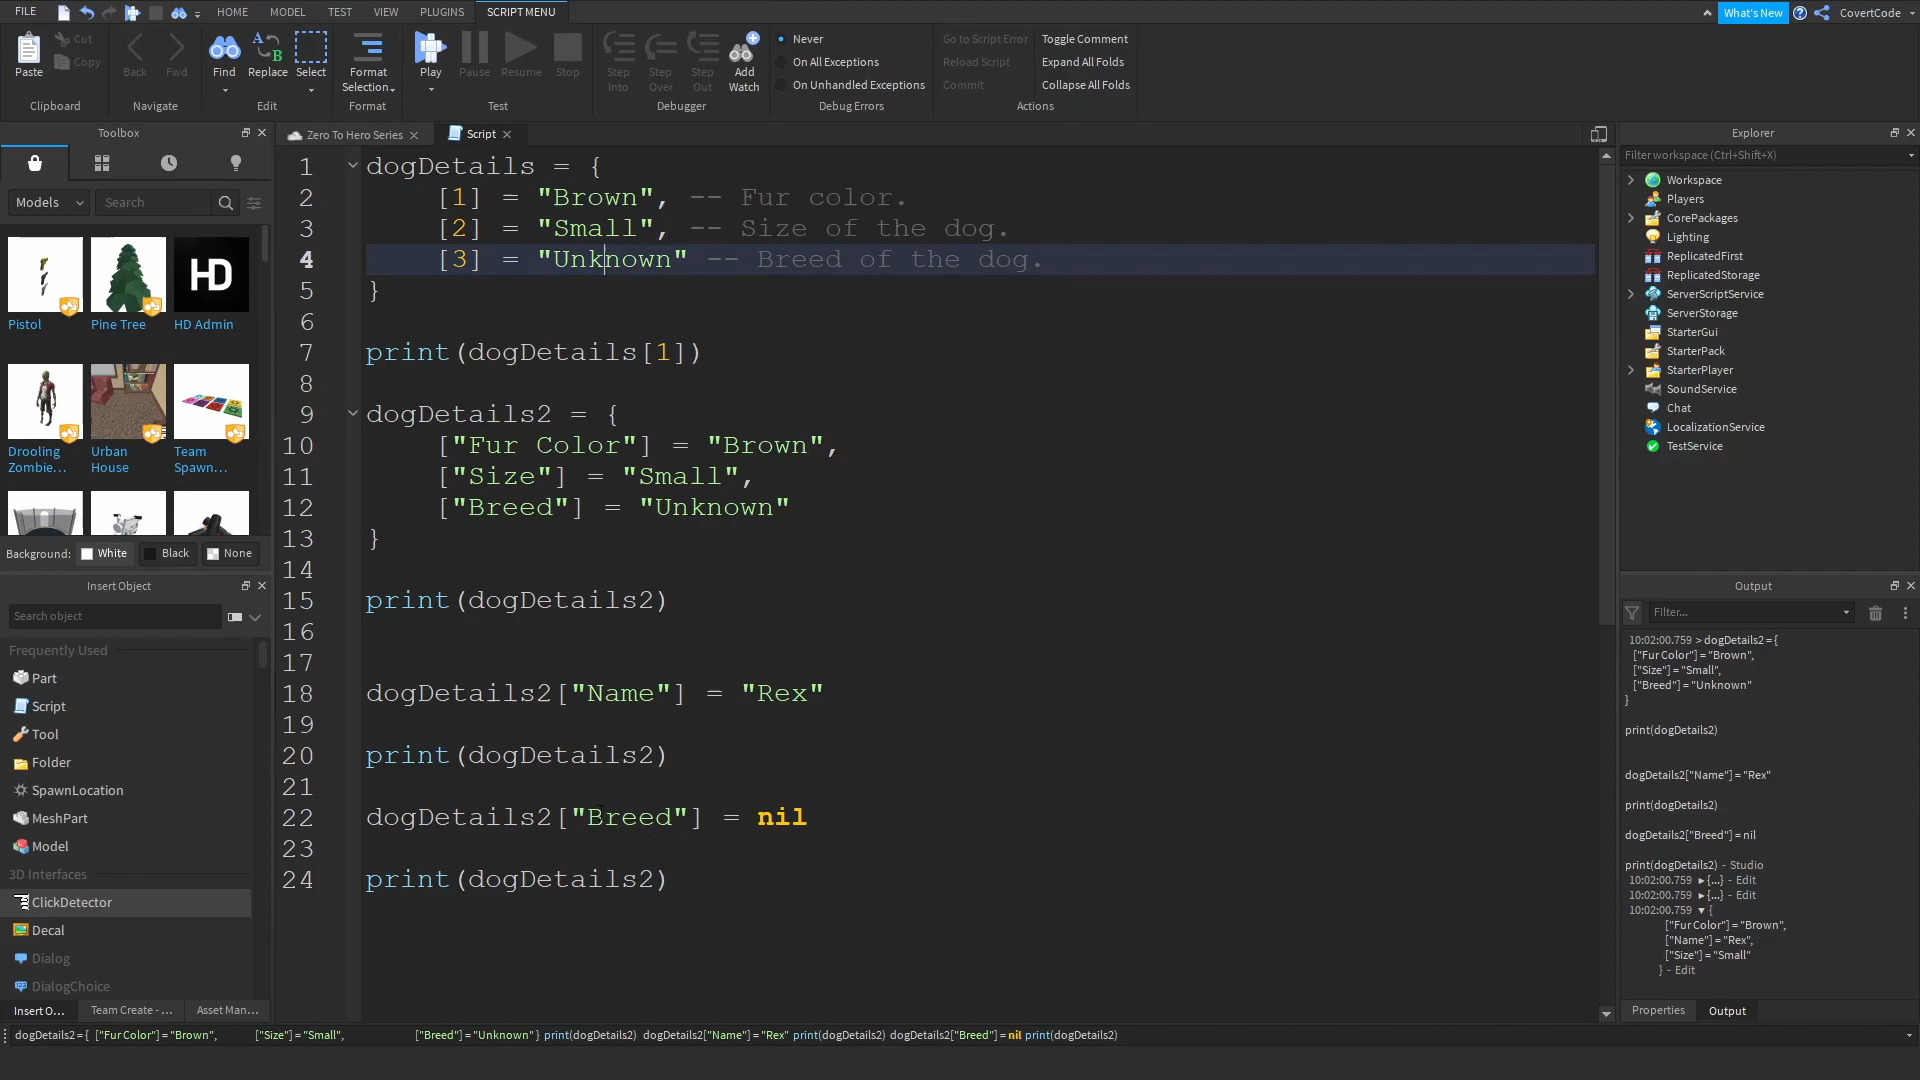 FILE HOME MODEL TEST VIEW PLUGINS SCRIPT MENU What's New CovertCode
Paste Cut Copy Back Fwd Find Replace Select Format Selection Play Pause Resume Stop Step Into Step Over Step Out Add Watch
Never
On All Exceptions
On Unhandled Exceptions
Go to Script Error
Reload Script
Commit
Toggle Comment
Expand All Folds
Collapse All Folds
Clipboard Navigate Edit Format Test Debugger Debug Errors Actions
Toolbox
Models Search
Pistol Pine Tree HD Admin
HD
Drooling Zombie... Urban House Team Spawn...
Background: White Black None
Insert Object
Search object
Frequently Used
Part
Script
Tool
Folder
SpawnLocation
MeshPart
Model
3D Interfaces
ClickDetector
Decal
Dialog
DialogChoice
Insert O... Team Create - ... Asset Man...
Zero To Hero Series Script
1 dogDetails = {
2 [1] = "Brown", -- Fur color.
3 [2] = "Small", -- Size of the dog.
4 [3] = "Unknown" -- Breed of the dog.
5 }
6
7 print(dogDetails[1])
8
9 dogDetails2 = {
10 ["Fur Color"] = "Brown",
11 ["Size"] = "Small",
12 ["Breed"] = "Unknown"
13 }
14
15 print(dogDetails2)
16
17
18 dogDetails2["Name"] = "Rex"
19
20 print(dogDetails2)
21
22 dogDetails2["Breed"] = nil
23
24 print(dogDetails2)
Explorer
Filter workspace (Ctrl+Shift+X)
Workspace
Players
CorePackages
Lighting
ReplicatedFirst
ReplicatedStorage
ServerScriptService
ServerStorage
StarterGui
StarterPack
StarterPlayer
SoundService
Chat
LocalizationService
TestService
Output
Filter...
10:02:00.759 > dogDetails2 = {
["Fur Color"] = "Brown",
["Size"] = "Small",
["Breed"] = "Unknown"
}
print(dogDetails2)
dogDetails2["Name"] = "Rex"
print(dogDetails2)
dogDetails2["Breed"] = nil
print(dogDetails2) - Studio
10:02:00.759 ▸{...} - Edit
10:02:00.759 ▸{...} - Edit
10:02:00.759 ▾ {
["Fur Color"] = "Brown",
["Name"] = "Rex",
["Size"] = "Small"
} - Edit
Properties Output
dogDetails2 = { ["Fur Color"] = "Brown", ["Size"] = "Small", ["Breed"] = "Unknown" } print(dogDetails2) dogDetails2["Name"] = "Rex" print(dogDetails2) dogDetails2["Breed"] = nil print(dogDetails2)